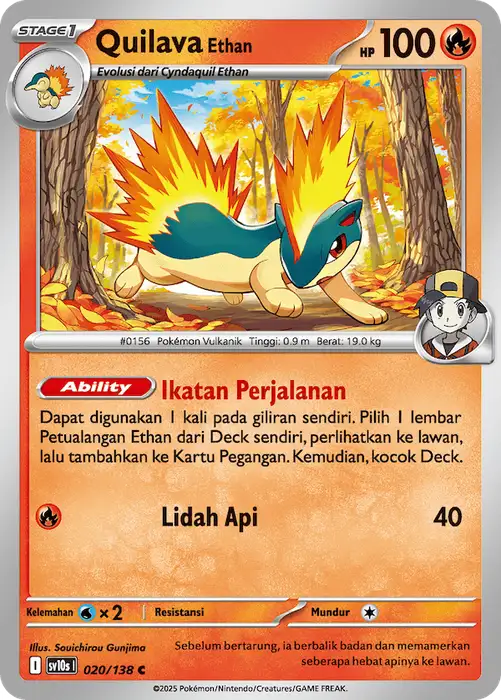 STAGE1
Quilava Ethan
HP 100
Evolusi dari Cyndaquil Ethan
#0156 Pokémon Vulkanik Tinggi: 0.9 m Berat: 19.0 kg
Ability Ikatan Perjalanan
Dapat digunakan 1 kali pada giliran sendiri. Pilih 1 lembar
Petualangan Ethan dari Deck sendiri, perlihatkan ke lawan,
lalu tambahkan ke Kartu Pegangan. Kemudian, kocok Deck.
Lidah Api 40
Kelemahan ×2 Resistansi Mundur
Illus. Souichirou Gunjima
Sebelum bertarung, ia berbalik badan dan memamerkan
seberapa hebat apinya ke lawan.
I sv10s I 020/138 C
©2025 Pokémon/Nintendo/Creatures/GAME FREAK.